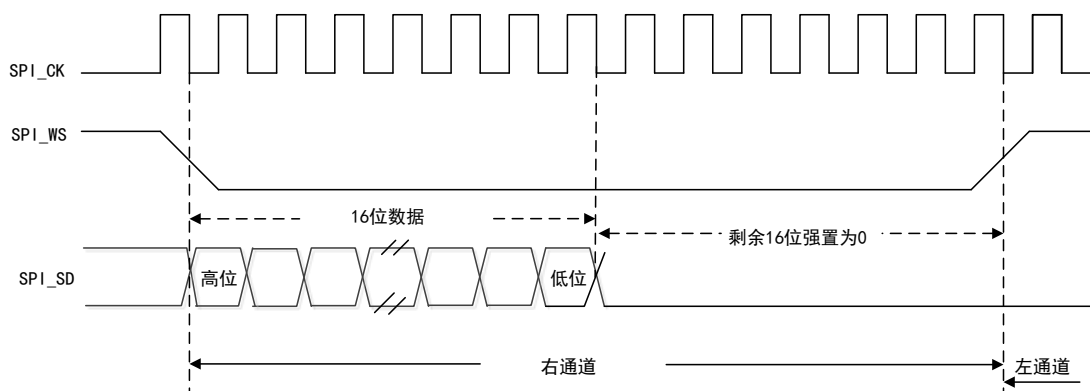 SPI_CK
SPI_WS
16位数据
剩余16位强置为0
SPI_SD
高位
低位
右通道
左通道